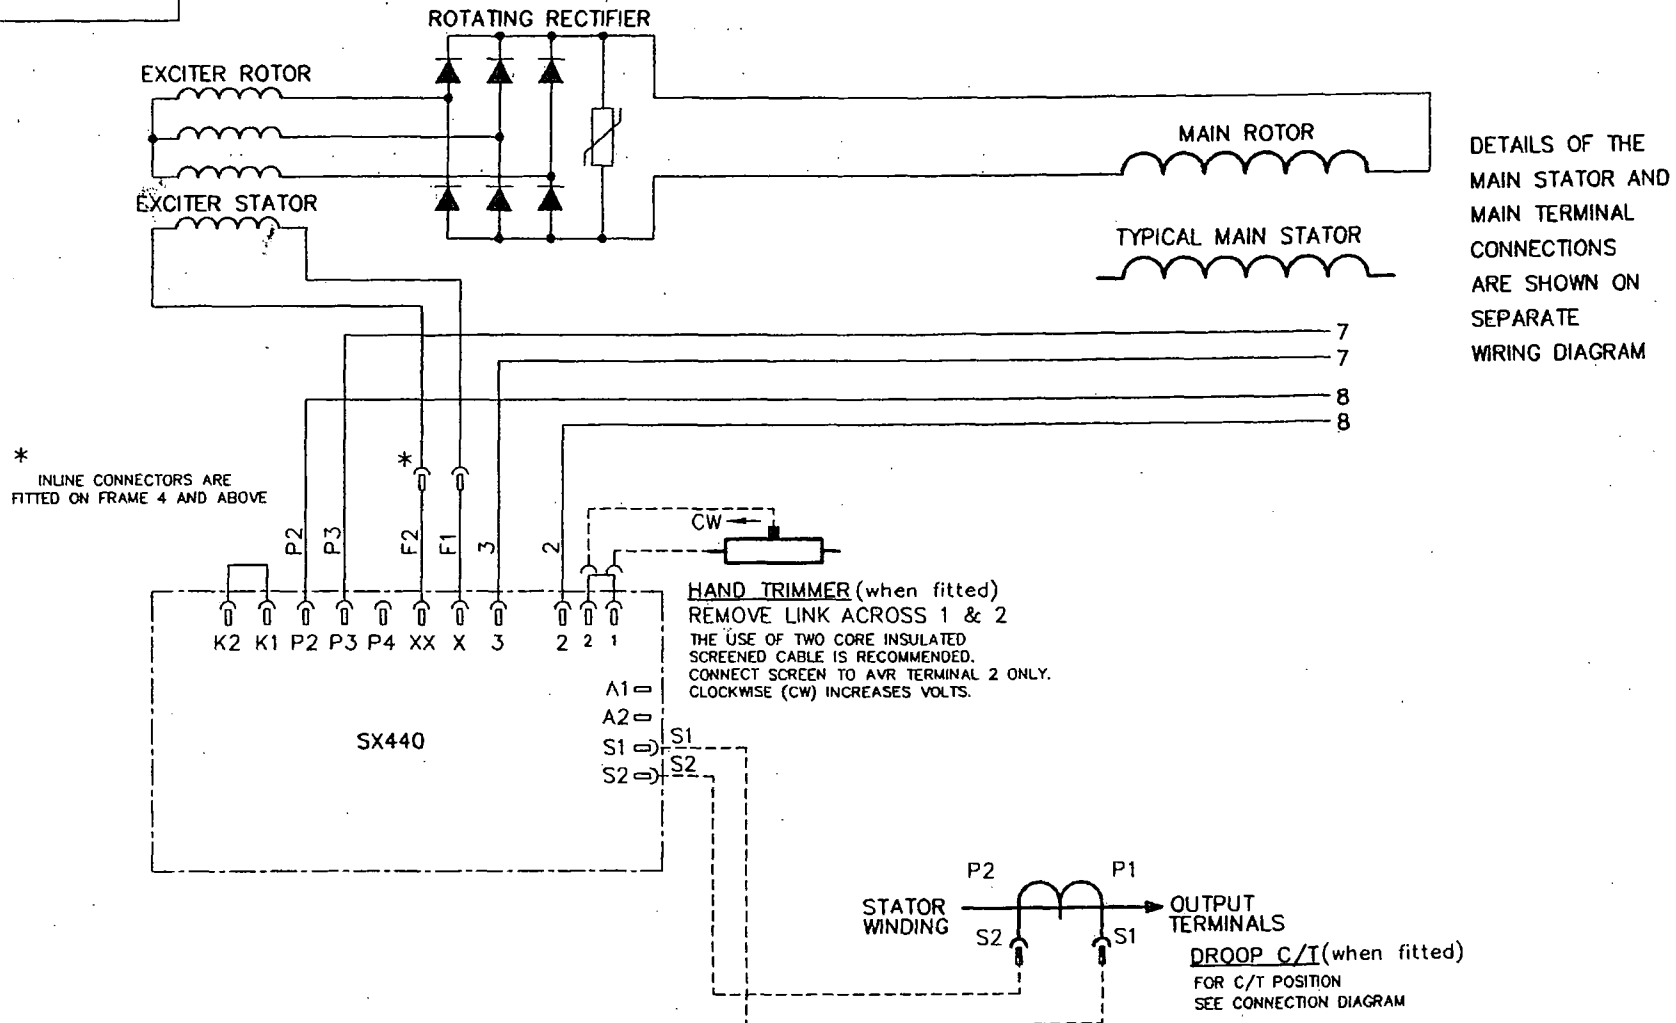 ROTATING RECTIFIER
EXCITER ROTOR
MAIN ROTOR
DETAILS OF THE
MAIN STATOR AND
MAIN TERMINAL
CONNECTIONS
ARE SHOWN ON
SEPARATE
WIRING DIAGRAM
EXCITER STATOR
TYPICAL MAIN STATOR
7
7
8
8
*
INLINE CONNECTORS ARE
FITTED ON FRAME 4 AND ABOVE
*
P2 P3 F2 F1 3 2
CW
HAND TRIMMER (when fitted)
REMOVE LINK ACROSS 1 & 2
THE USE OF TWO CORE INSULATED
SCREENED CABLE IS RECOMMENDED.
CONNECT SCREEN TO AVR TERMINAL 2 ONLY.
CLOCKWISE (CW) INCREASES VOLTS.
K2 K1 P2 P3 P4 XX X 3 2 2 1
A1
A2
S1 S1
S2 S2
SX440
P2 P1
STATOR
WINDING
OUTPUT
TERMINALS
S2 S1
DROOP C/T (when fitted)
FOR C/T POSITION
SEE CONNECTION DIAGRAM